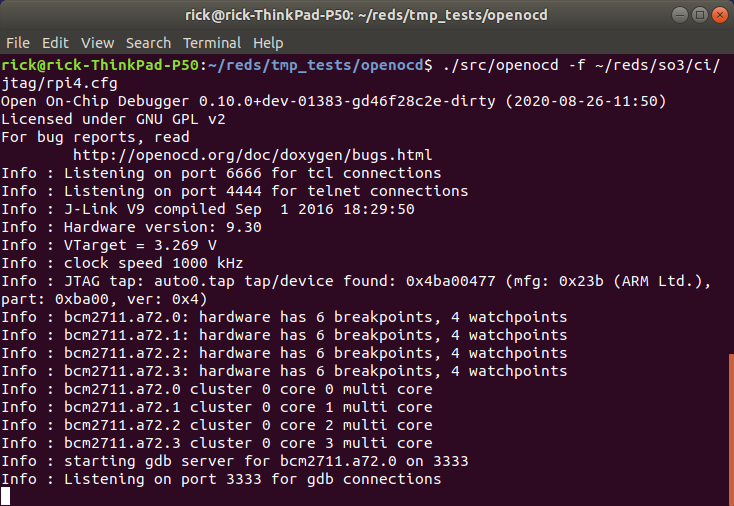 rick@rick-ThinkPad-P50: ~/reds/tmp_tests/openocd
File Edit View Search Terminal Help
rick@rick-ThinkPad-P50:~/reds/tmp_tests/openocd$ ./src/openocd -f ~/reds/so3/ci/
jtag/rpi4.cfg
Open On-Chip Debugger 0.10.0+dev-01383-gd46f28c2e-dirty (2020-08-26-11:50)
Licensed under GNU GPL v2
For bug reports, read
        http://openocd.org/doc/doxygen/bugs.html
Info : Listening on port 6666 for tcl connections
Info : Listening on port 4444 for telnet connections
Info : J-Link V9 compiled Sep  1 2016 18:29:50
Info : Hardware version: 9.30
Info : VTarget = 3.269 V
Info : clock speed 1000 kHz
Info : JTAG tap: auto0.tap tap/device found: 0x4ba00477 (mfg: 0x23b (ARM Ltd.),
part: 0xba00, ver: 0x4)
Info : bcm2711.a72.0: hardware has 6 breakpoints, 4 watchpoints
Info : bcm2711.a72.1: hardware has 6 breakpoints, 4 watchpoints
Info : bcm2711.a72.2: hardware has 6 breakpoints, 4 watchpoints
Info : bcm2711.a72.3: hardware has 6 breakpoints, 4 watchpoints
Info : bcm2711.a72.0 cluster 0 core 0 multi core
Info : bcm2711.a72.1 cluster 0 core 1 multi core
Info : bcm2711.a72.2 cluster 0 core 2 multi core
Info : bcm2711.a72.3 cluster 0 core 3 multi core
Info : starting gdb server for bcm2711.a72.0 on 3333
Info : Listening on port 3333 for gdb connections